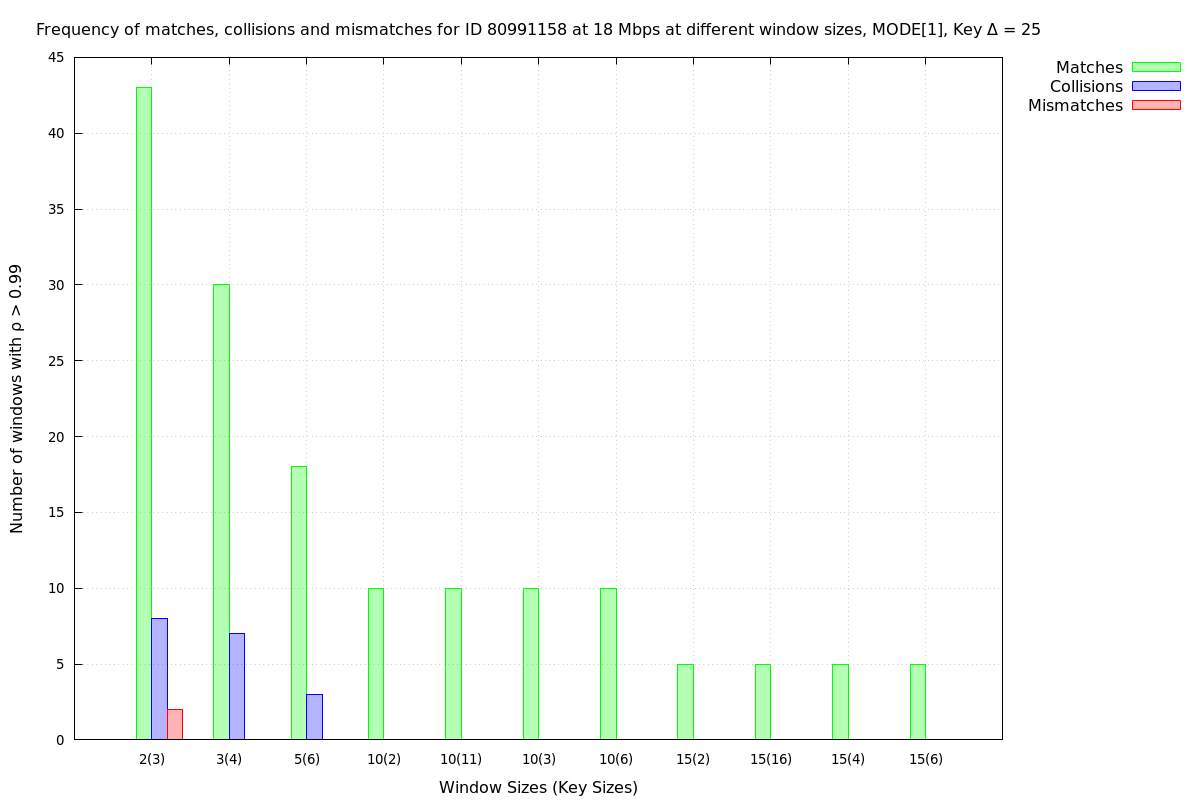 Frequency of matches, collisions and mismatches for ID 80991158 at 18 Mbps at different window sizes, MODE[1], Key Δ = 25
Matches
Collisions
Mismatches
Number of windows with ρ > 0.99
45
40
35
30
25
20
15
10
5
0
2(3) 3(4) 5(6) 10(2) 10(11) 10(3) 10(6) 15(2) 15(16) 15(4) 15(6)
Window Sizes (Key Sizes)